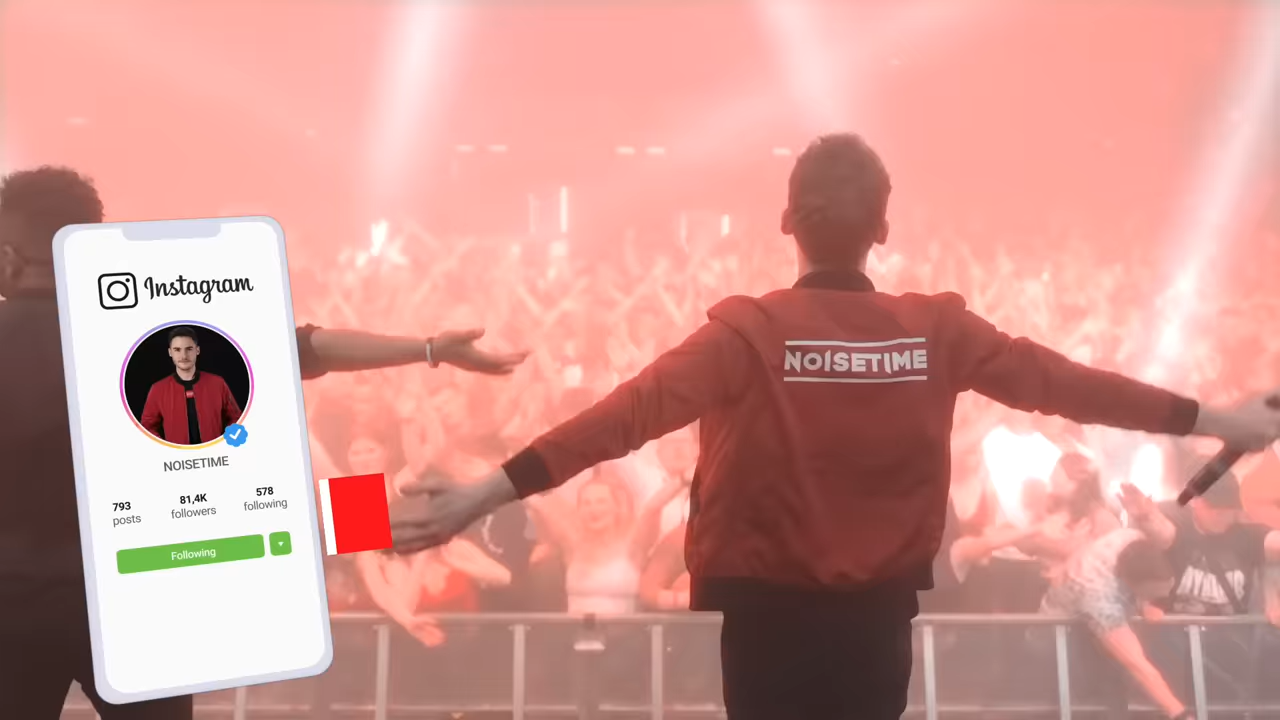 Instagram
NOISETIME
793 81,4K 578
posts followers following
Following
NOISETIME